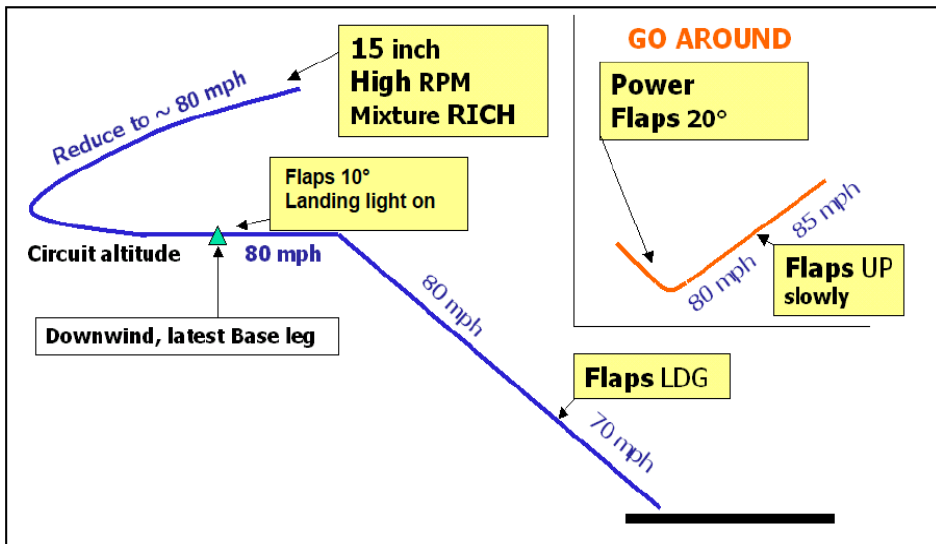 15 inch
High RPM
Mixture RICH
Reduce to ~ 80 mph
Flaps 10°
Landing light on
Circuit altitude
80 mph
Downwind, latest Base leg
80 mph
Flaps LDG
70 mph
GO AROUND
Power
Flaps 20°
85 mph
80 mph
Flaps UP
slowly